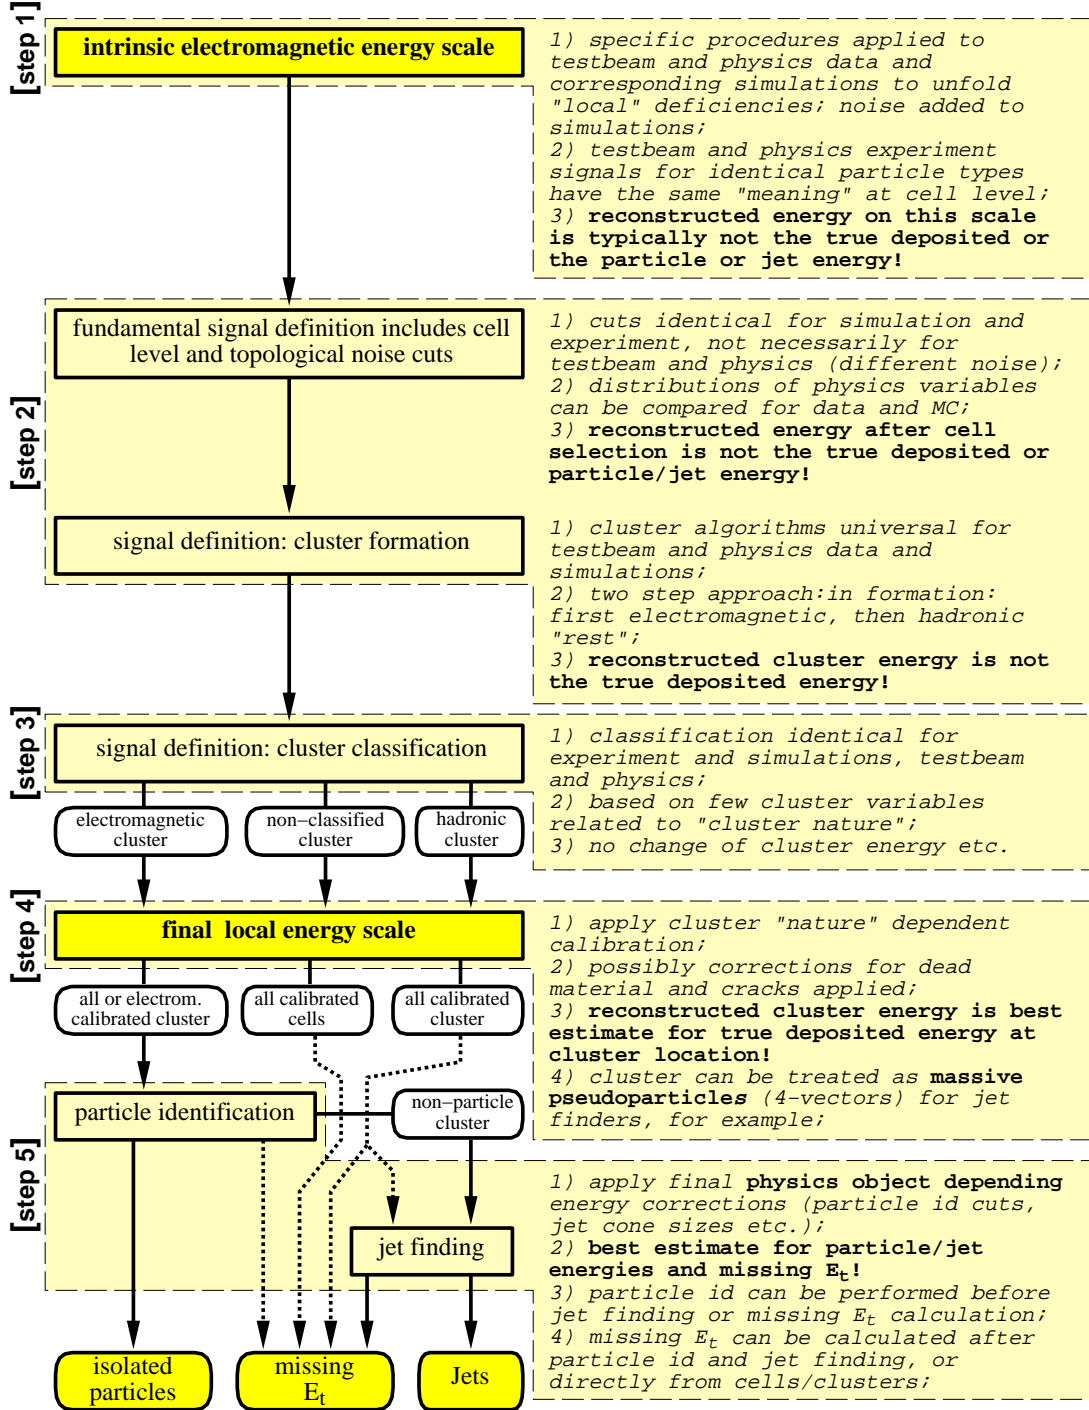 [step 1]
intrinsic electromagnetic energy scale
1) specific procedures applied to
testbeam and physics data and
corresponding simulations to unfold
"local" deficiencies; noise added to
simulations;
2) testbeam and physics experiment
signals for identical particle types
have the same "meaning" at cell level;
3) reconstructed energy on this scale
is typically not the true deposited or
the particle or jet energy!
[step 2]
fundamental signal definition includes cell
level and topological noise cuts
1) cuts identical for simulation and
experiment, not necessarily for
testbeam and physics (different noise);
2) distributions of physics variables
can be compared for data and MC;
3) reconstructed energy after cell
selection is not the true deposited or
particle/jet energy!
signal definition: cluster formation
1) cluster algorithms universal for
testbeam and physics data and
simulations;
2) two step approach:in formation:
first electromagnetic, then hadronic
"rest";
3) reconstructed cluster energy is not
the true deposited energy!
[step 3]
signal definition: cluster classification
1) classification identical for
experiment and simulations, testbeam
and physics;
2) based on few cluster variables
related to "cluster nature";
3) no change of cluster energy etc.
electromagnetic
cluster
non−classified
cluster
hadronic
cluster
[step 4]
final local energy scale
1) apply cluster "nature" dependent
calibration;
2) possibly corrections for dead
material and cracks applied;
3) reconstructed cluster energy is best
estimate for true deposited energy at
cluster location!
4) cluster can be treated as massive
pseudoparticles (4-vectors) for jet
finders, for example;
all or electrom.
calibrated cluster
all calibrated
cells
all calibrated
cluster
[step 5]
particle identification
non−particle
cluster
jet finding
1) apply final physics object depending
energy corrections (particle id cuts,
jet cone sizes etc.);
2) best estimate for particle/jet
energies and missing Et!
3) particle id can be performed before
jet finding or missing Et calculation;
4) missing Et can be calculated after
particle id and jet finding, or
directly from cells/clusters;
isolated
particles
missing
Et
Jets